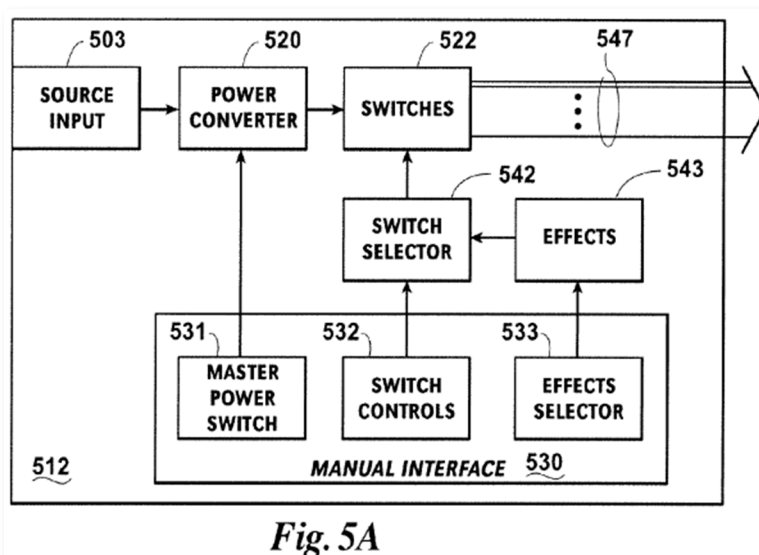 503
520
522
547
SOURCE
INPUT
POWER
CONVERTER
SWITCHES
542
543
SWITCH
SELECTOR
EFFECTS
531
532
533
MASTER
POWER
SWITCH
SWITCH
CONTROLS
EFFECTS
SELECTOR
512
MANUAL INTERFACE 530
Fig. 5A